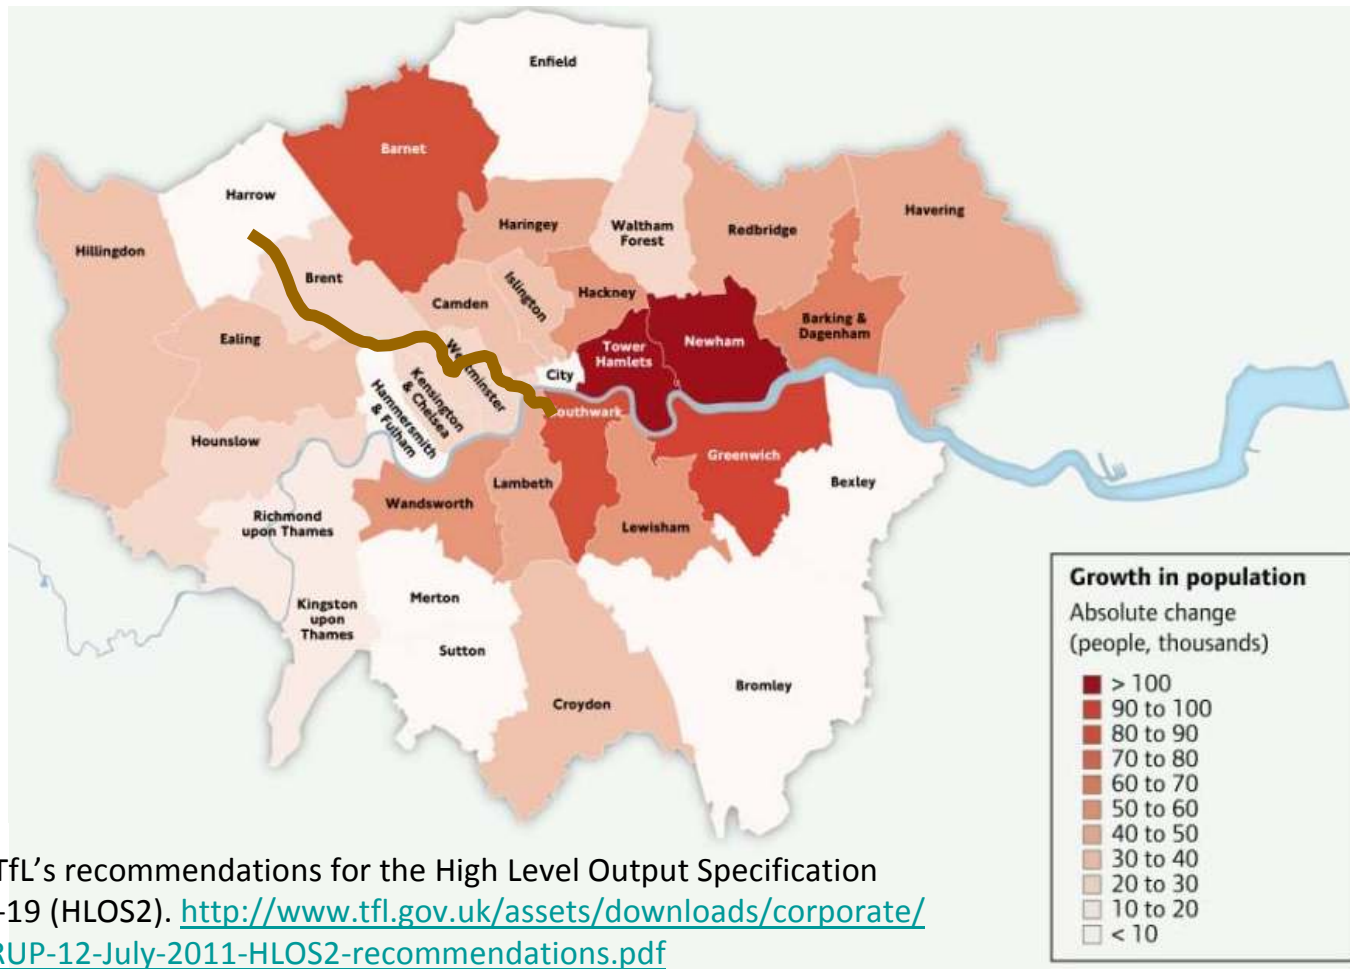 Enfield
Barnet
Harrow
Hillingdon
Brent
Haringey
Waltham
Forest
Redbridge
Havering
Camden
Islington
Hackney
Ealing
Barking &
Dagenham
Tower
Hamlets
Newham
City
Westminster
Kensington
& Chelsea
Hammersmith
& Fulham
Southwark
Hounslow
Greenwich
Bexley
Lambeth
Wandsworth
Lewisham
Richmond
upon Thames
Kingston
upon
Thames
Merton
Sutton
Croydon
Bromley
Growth in population
Absolute change
(people, thousands)
> 100
90 to 100
80 to 90
70 to 80
60 to 70
50 to 60
40 to 50
30 to 40
20 to 30
10 to 20
< 10
TfL’s recommendations for the High Level Output Specification
-19 (HLOS2). http://www.tfl.gov.uk/assets/downloads/corporate/
RUP-12-July-2011-HLOS2-recommendations.pdf